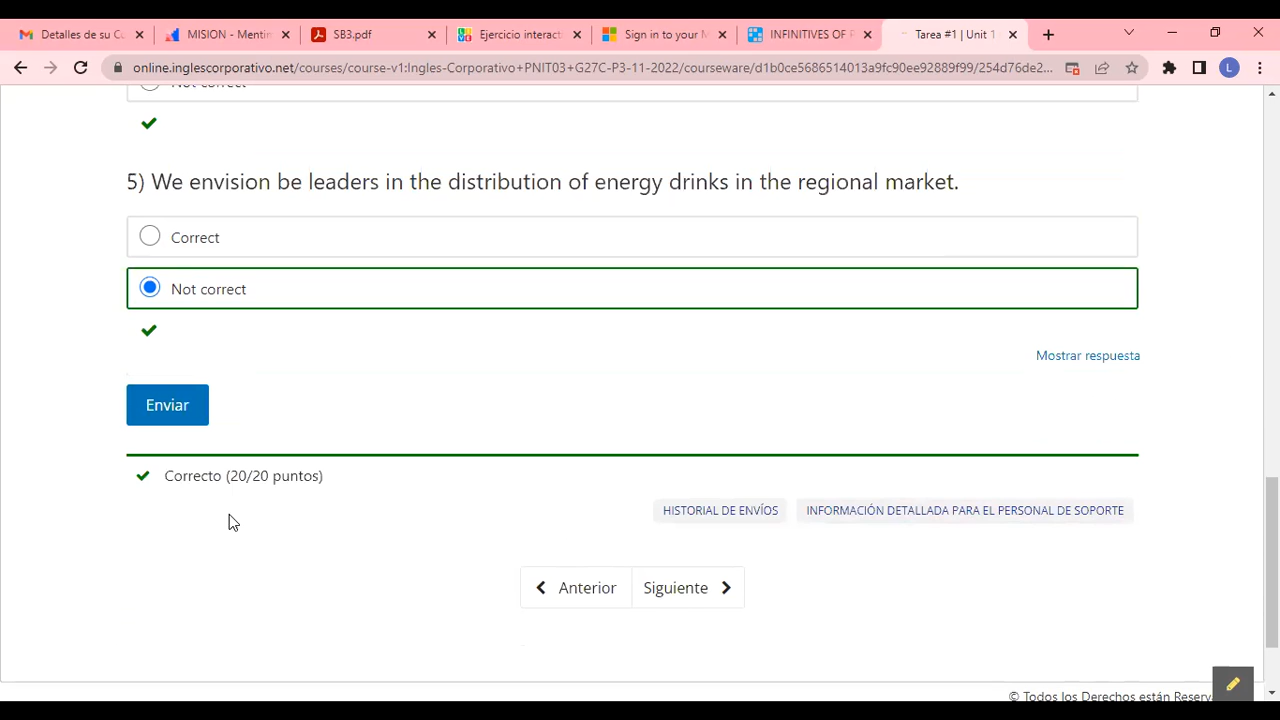 Detalles de su Cu
MISION - Mentin
SB3.pdf
Ejercicio interact
Sign in to your M
INFINITIVES OF P
Tarea #1 | Unit 1
online.inglescorporativo.net/courses/course-v1:Ingles-Corporativo+PNIT03+G27C-P3-11-2022/courseware/d1b0ce5686514013a9fc90ee92889f99/254d76de2...
L
Not correct
5) We envision be leaders in the distribution of energy drinks in the regional market.
Correct
Not correct
Mostrar respuesta
Enviar
Correcto (20/20 puntos)
HISTORIAL DE ENVÍOS
INFORMACIÓN DETALLADA PARA EL PERSONAL DE SOPORTE
Anterior
Siguiente
© Todos los Derechos están Reserv